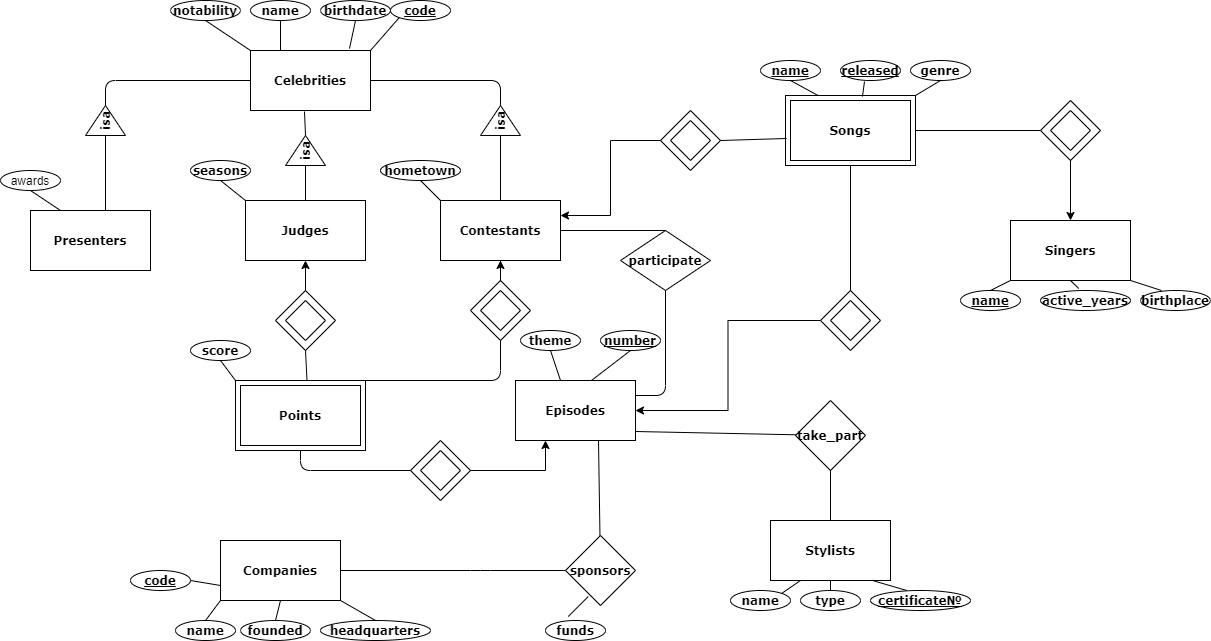 notability
name
birthdate
code
Celebrities
name
released
genre
Songs
isa
isa
isa
awards
seasons
hometown
Presenters
Judges
Contestants
participate
Singers
name
active_years
birthplace
score
theme
number
Points
Episodes
take_part
Companies
sponsors
Stylists
code
name
founded
headquarters
funds
name
type
certificate№